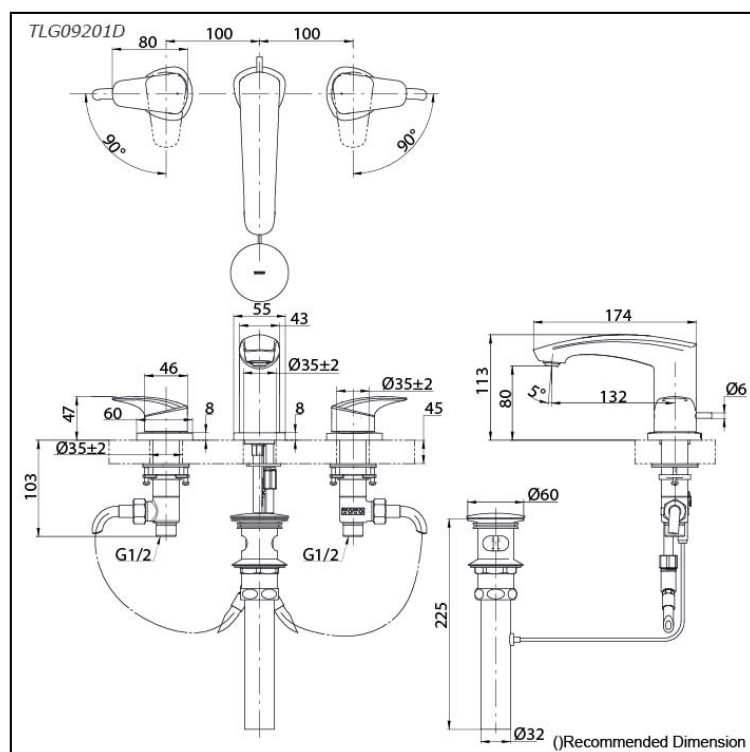 TLG09201D
100 100
80
90° 90°
55
43
174
46
Ø35±2
Ø35±2
113
5°
132
Ø6
47
60
8
8
45
80
Ø35±2
103
Ø60
G1/2
G1/2
225
Ø32
()Recommended Dimension